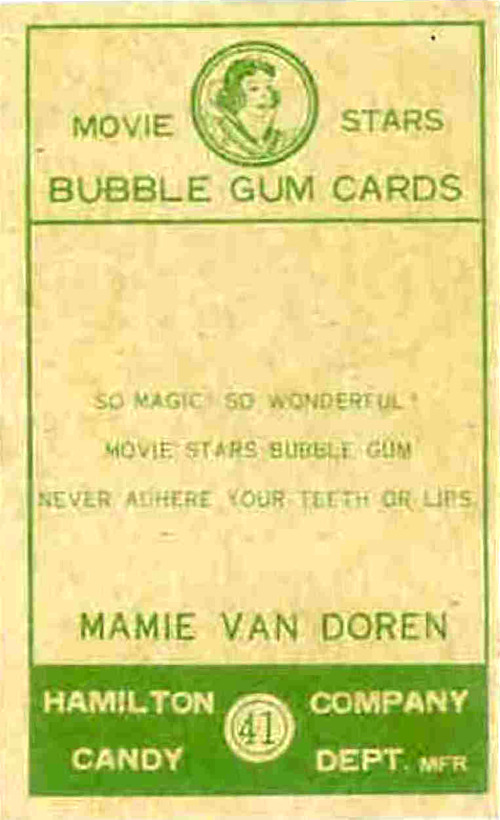 MOVIE STARS
BUBBLE GUM CARDS
SO MAGIC! SO WONDERFUL!
MOVIE STARS BUBBLE GUM
NEVER ADHERE YOUR TEETH OR LIPS
MAMIE VAN DOREN
HAMILTON 41 COMPANY
CANDY DEPT. MFR